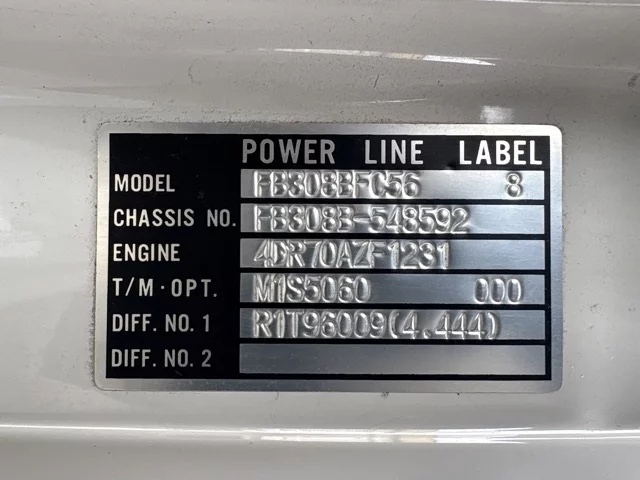 POWER LINE LABEL
MODEL FB308BFC56 8
CHASSIS NO. FB308B-548592
ENGINE 4DR70AZF1231
T/M·OPT. M1S5060 000
DIFF. NO. 1 R1T96009(4.444)
DIFF. NO. 2